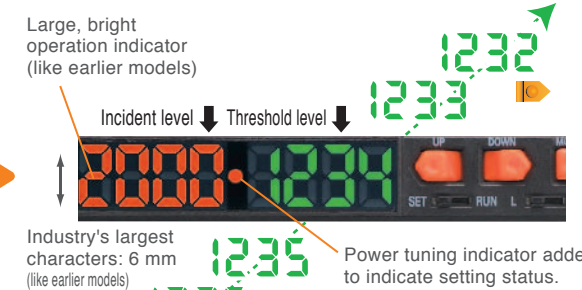 Large, bright
operation indicator
(like earlier models)
1232
1233
Incident level Threshold level
UP DOWN
2000 1234
SET RUN L
Industry's largest
characters: 6 mm
(like earlier models)
1235
Power tuning indicator adde
to indicate setting status.